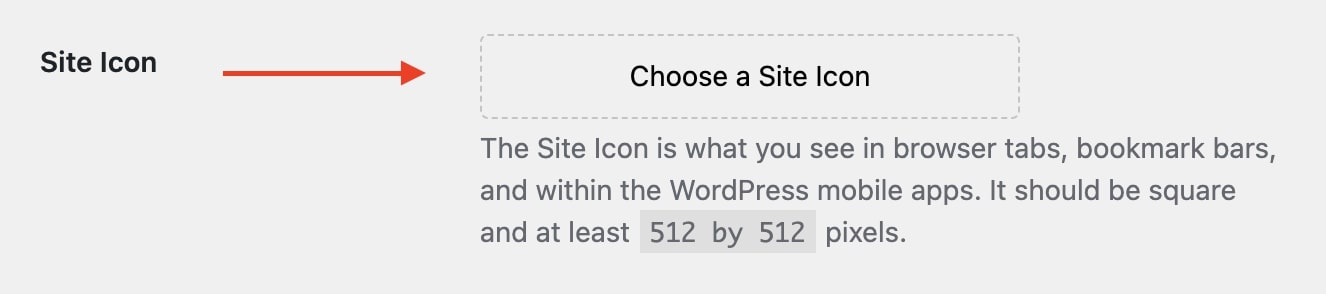 Site Icon
Choose a Site Icon
The Site Icon is what you see in browser tabs, bookmark bars,
and within the WordPress mobile apps. It should be square
and at least 512 by 512 pixels.